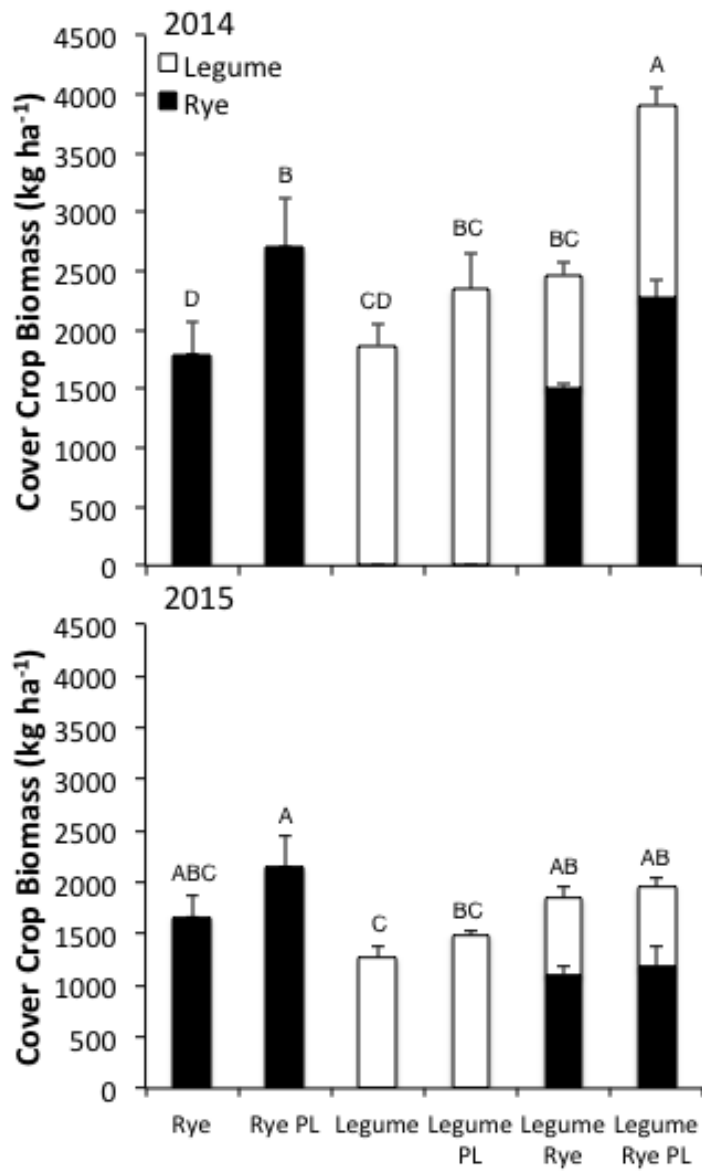 2014
Legume
Rye
Cover Crop Biomass (kg ha⁻¹)
4500
4000
3500
3000
2500
2000
1500
1000
500
0
D
B
CD
BC
BC
A
2015
Cover Crop Biomass (kg ha⁻¹)
4500
4000
3500
3000
2500
2000
1500
1000
500
0
ABC
A
C
BC
AB
AB
Rye
Rye PL
Legume
Legume
PL
Legume
Rye
Legume
Rye PL